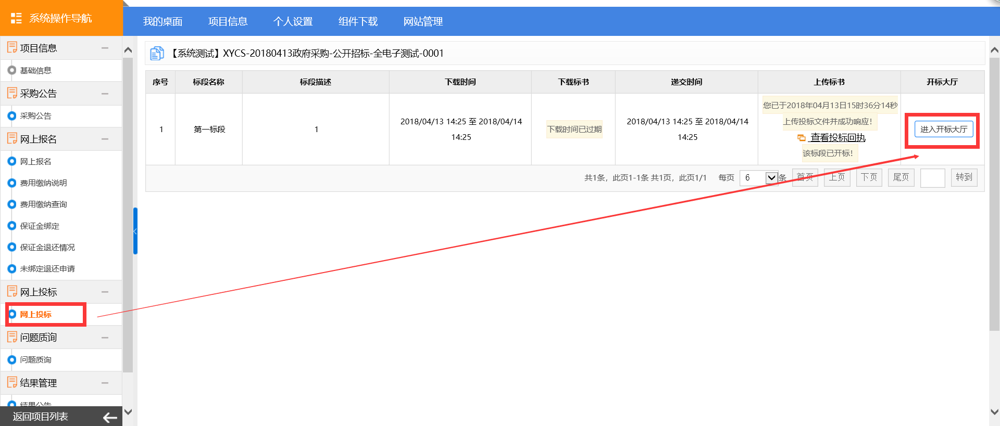 系统操作导航
我的桌面
项目信息
个人设置
组件下载
网站管理
项目信息
基础信息
采购公告
采购公告
网上报名
网上报名
费用缴纳说明
费用缴纳查询
保证金绑定
保证金退还情况
未绑定退还申请
网上投标
网上投标
问题质询
问题质询
结果管理
结果公告
返回项目列表
【系统测试】XYCS-20180413政府采购-公开招标-全电子测试-0001
序号
标段名称
标段描述
下载时间
下载标书
递交时间
上传标书
开标大厅
1
第一标段
1
2018/04/13 14:25 至 2018/04/14
14:25
下载时间已过期
2018/04/13 14:25 至 2018/04/14
14:25
您已于2018年04月13日15时36分14秒
上传投标文件并成功响应！
查看投标回执
该标段已开标！
进入开标大厅
共1条，此页1-1条 共1页，此页1/1
每页
6
条
首页
上页
下页
尾页
转到